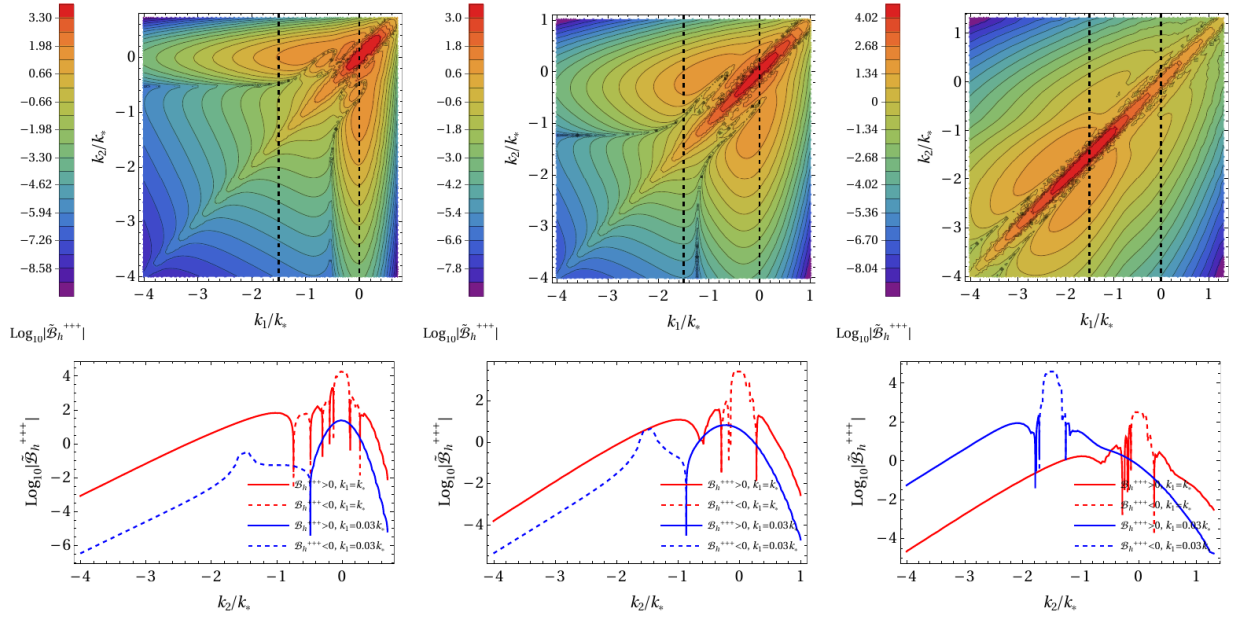 3.30
1.98
0.66
−0.66
−1.98
−3.30
−4.62
−5.94
−7.26
−8.58
0
−1
−2
−3
−4
k₂/k∗
−4 −3 −2 −1 0
k₁/k∗
Log₁₀|ℬ̃ₕ⁺⁺⁺|
3.0
1.8
0.6
−0.6
−1.8
−3.0
−4.2
−5.4
−6.6
−7.8
1
0
−1
−2
−3
−4
k₂/k∗
−4 −3 −2 −1 0 1
k₁/k∗
Log₁₀|ℬ̃ₕ⁺⁺⁺|
4.02
2.68
1.34
0
−1.34
−2.68
−4.02
−5.36
−6.70
−8.04
1
0
−1
−2
−3
−4
k₂/k∗
−4 −3 −2 −1 0 1
k₁/k∗
Log₁₀|ℬ̃ₕ⁺⁺⁺|
4
2
0
−2
−4
−6
Log₁₀|ℬ̃ₕ⁺⁺⁺|
ℬₕ⁺⁺⁺>0, k₁=k∗
ℬₕ⁺⁺⁺<0, k₁=k∗
ℬₕ⁺⁺⁺>0, k₁=0.03k∗
ℬₕ⁺⁺⁺<0, k₁=0.03k∗
−4 −3 −2 −1 0
k₂/k∗
2
0
−2
−4
Log₁₀|ℬ̃ₕ⁺⁺⁺|
ℬₕ⁺⁺⁺>0, k₁=k∗
ℬₕ⁺⁺⁺<0, k₁=k∗
ℬₕ⁺⁺⁺>0, k₁=0.03k∗
ℬₕ⁺⁺⁺<0, k₁=0.03k∗
−4 −3 −2 −1 0 1
k₂/k∗
4
2
0
−2
−4
Log₁₀|ℬ̃ₕ⁺⁺⁺|
ℬₕ⁺⁺⁺>0, k₁=k∗
ℬₕ⁺⁺⁺<0, k₁=k∗
ℬₕ⁺⁺⁺>0, k₁=0.03k∗
ℬₕ⁺⁺⁺<0, k₁=0.03k∗
−4 −3 −2 −1 0 1
k₂/k∗